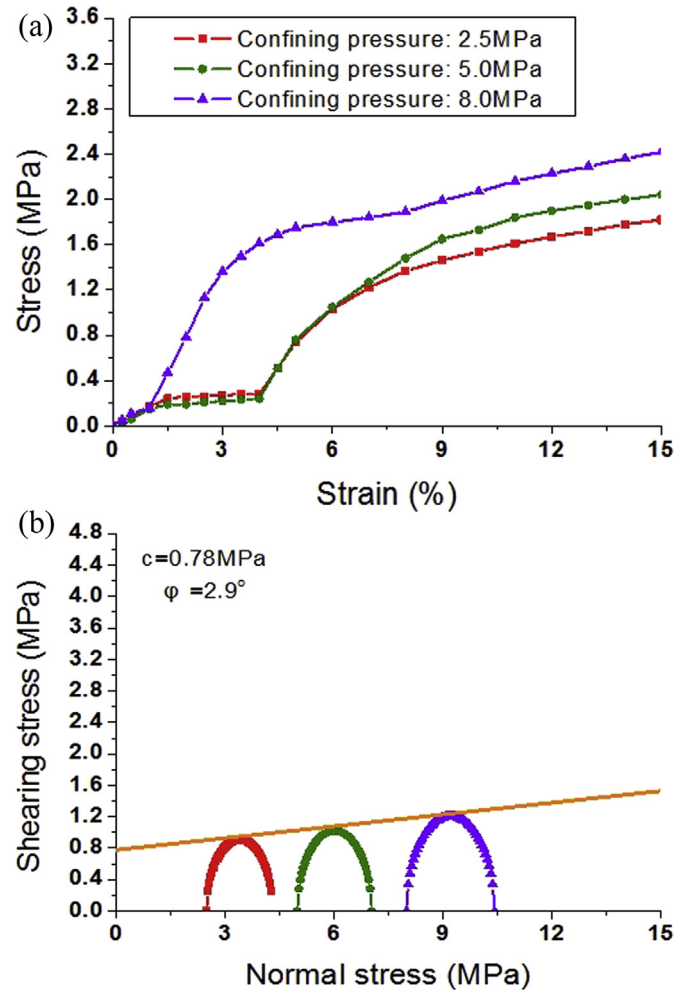 (a)
3.6
3.2
2.8
2.4
2.0
1.6
1.2
0.8
0.4
0.0
Stress (MPa)
Confining pressure: 2.5MPa
Confining pressure: 5.0MPa
Confining pressure: 8.0MPa
0 3 6 9 12 15
Strain (%)
(b)
4.8
4.4
4.0
3.6
3.2
2.8
2.4
2.0
1.6
1.2
0.8
0.4
0.0
Shearing stress (MPa)
c=0.78MPa
φ =2.9°
0 3 6 9 12 15
Normal stress (MPa)